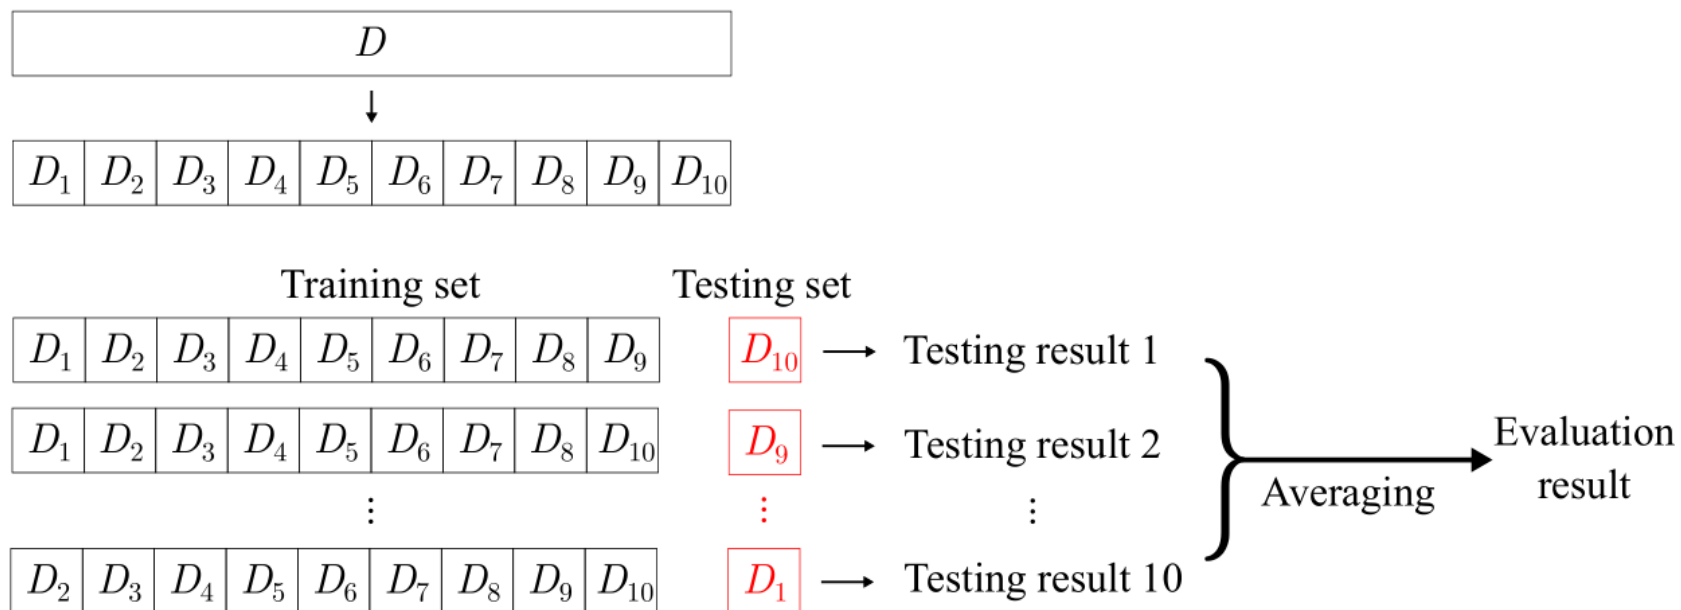 D
D₁ D₂ D₃ D₄ D₅ D₆ D₇ D₈ D₉ D₁₀
Training set Testing set
D₁ D₂ D₃ D₄ D₅ D₆ D₇ D₈ D₉ D₁₀ Testing result 1
D₁ D₂ D₃ D₄ D₅ D₆ D₇ D₈ D₁₀ D₉ Testing result 2
⋮ ⋮ ⋮
D₂ D₃ D₄ D₅ D₆ D₇ D₈ D₉ D₁₀ D₁ Testing result 10
Averaging
Evaluation
result